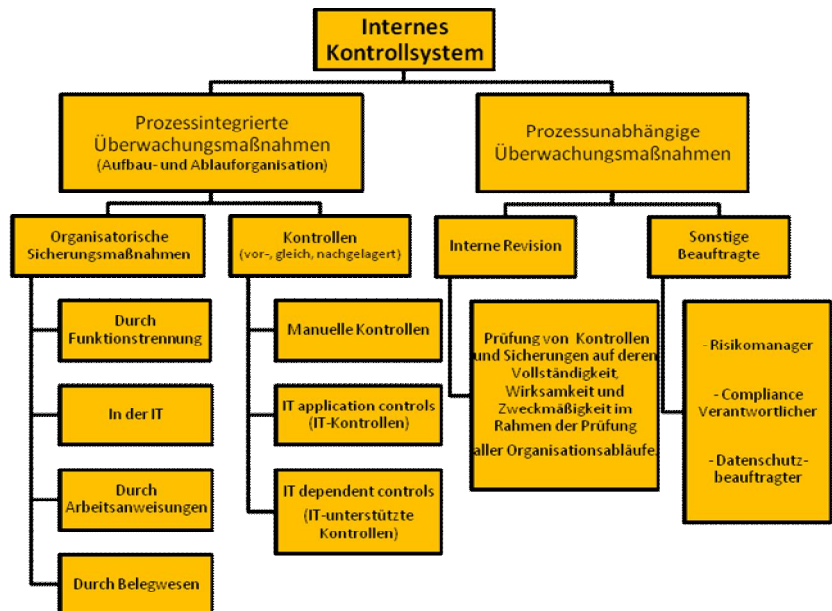 Internes
Kontrollsystem
Prozessintegrierte
Überwachungsmaßnahmen
(Aufbau- und Ablauforganisation)
Prozessunabhängige
Überwachungsmaßnahmen
Organisatorische
Sicherungsmaßnahmen
Kontrollen
(vor-, gleich, nachgelagert)
Interne Revision
Sonstige
Beauftragte
Durch
Funktionstrennung
In der IT
Durch
Arbeitsanweisungen
Durch Belegwesen
Manuelle Kontrollen
IT application controls
(IT-Kontrollen)
IT dependent controls
(IT-unterstützte
Kontrollen)
Prüfung von Kontrollen
und Sicherungen auf deren
Vollständigkeit,
Wirksamkeit und
Zweckmäßigkeit im
Rahmen der Prüfung
aller Organisationsabläufe.
- Risikomanager
- Compliance
Verantwortlicher
- Datenschutz-
beauftragter